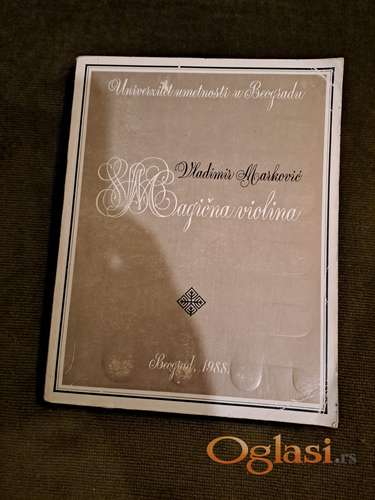 Univerzitet umetnosti u Beogradu
Vladimir Marković
Magična violina
Beograd, 1988.
Oglasi.rs